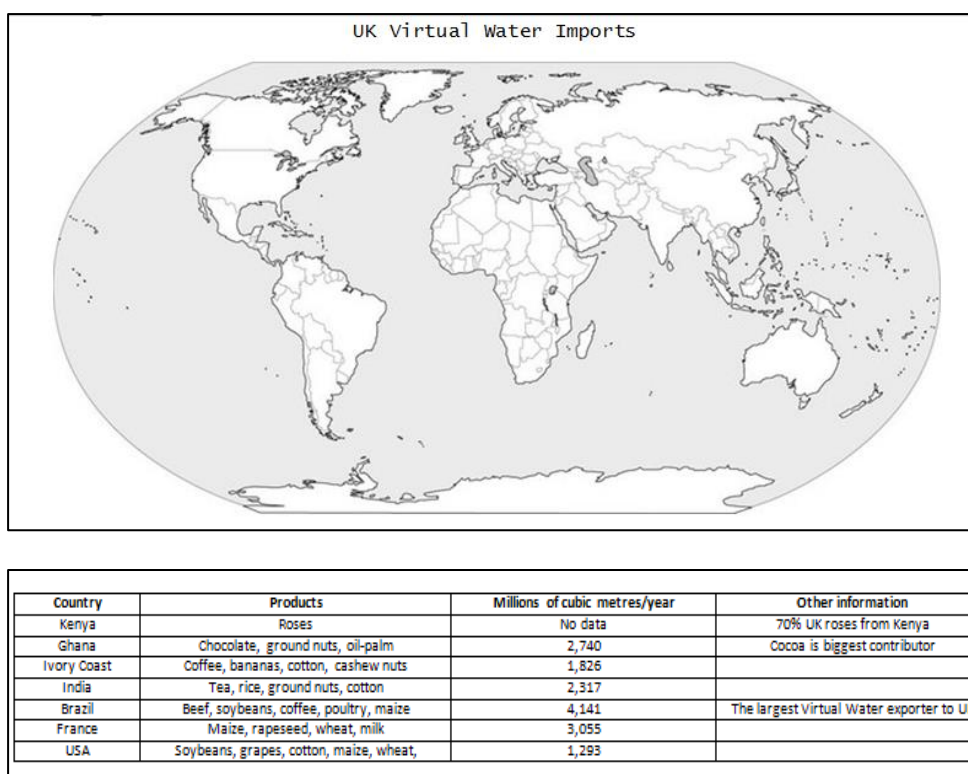 UK Virtual Water Imports
Country Products Millions of cubic metres/year Other information
Kenya Roses No data 70% UK roses from Kenya
Ghana Chocolate, ground nuts, oil-palm 2,740 Cocoa is biggest contributor
Ivory Coast Coffee, bananas, cotton, cashew nuts 1,826
India Tea, rice, ground nuts, cotton 2,317
Brazil Beef, soybeans, coffee, poultry, maize 4,141 The largest Virtual Water exporter to U
France Maize, rapeseed, wheat, milk 3,055
USA Soybeans, grapes, cotton, maize, wheat, 1,293